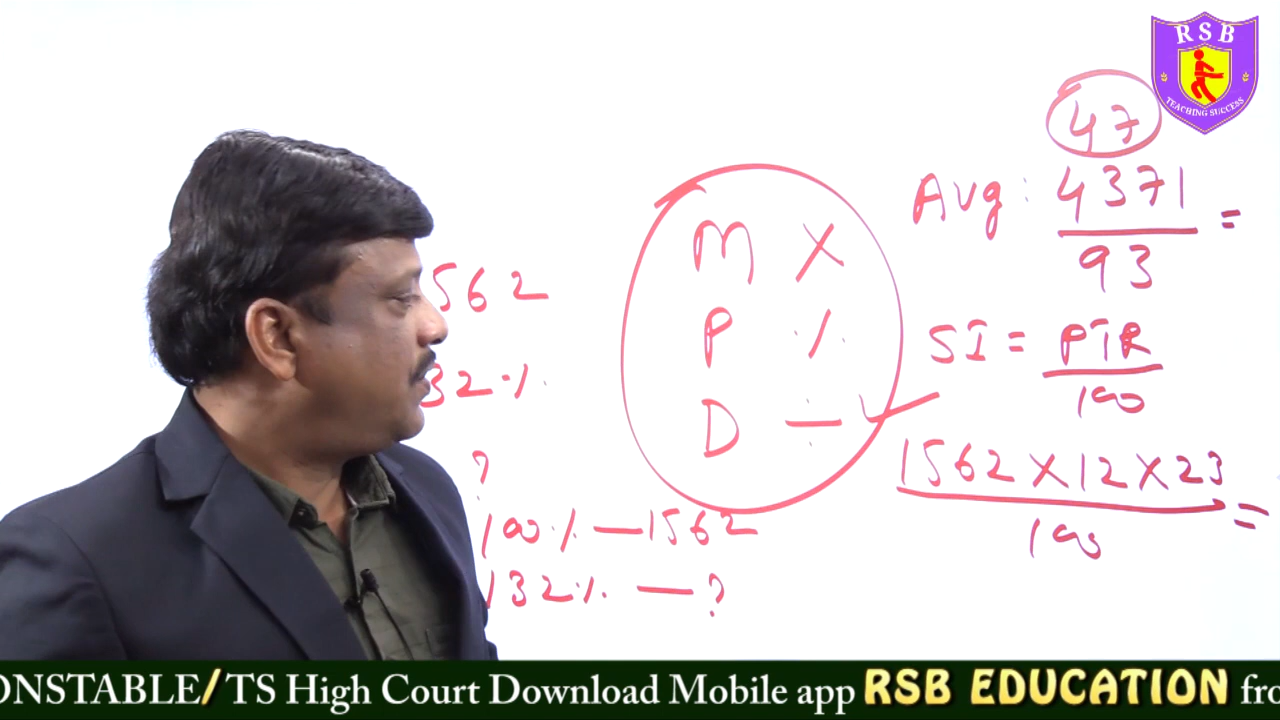 RSB
TEACHING SUCCESS
47
Avg: 4371 =
93
562
M X
P %
SI = PTR
100
32%
D ÷
?
1562 X 12 X 23 =
100
100% — 1562
132% — ?
ONSTABLE/TS High Court Download Mobile app RSB EDUCATION fro